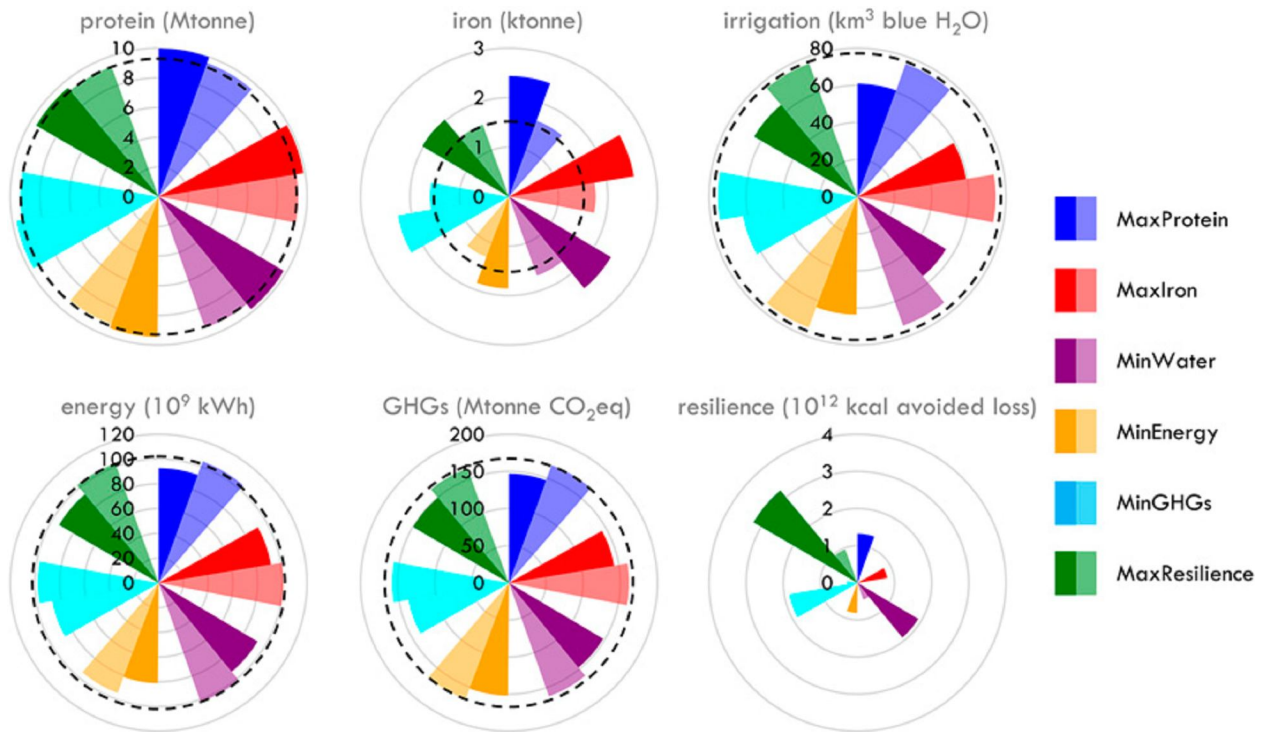 protein (Mtonne)
10
8
6
4
2
0
iron (ktonne)
3
2
1
0
irrigation (km³ blue H₂O)
80
60
40
20
0
MaxProtein
MaxIron
MinWater
MinEnergy
MinGHGs
MaxResilience
energy (10⁹ kWh)
120
100
80
60
40
20
0
GHGs (Mtonne CO₂eq)
200
150
100
50
0
resilience (10¹² kcal avoided loss)
4
3
2
1
0